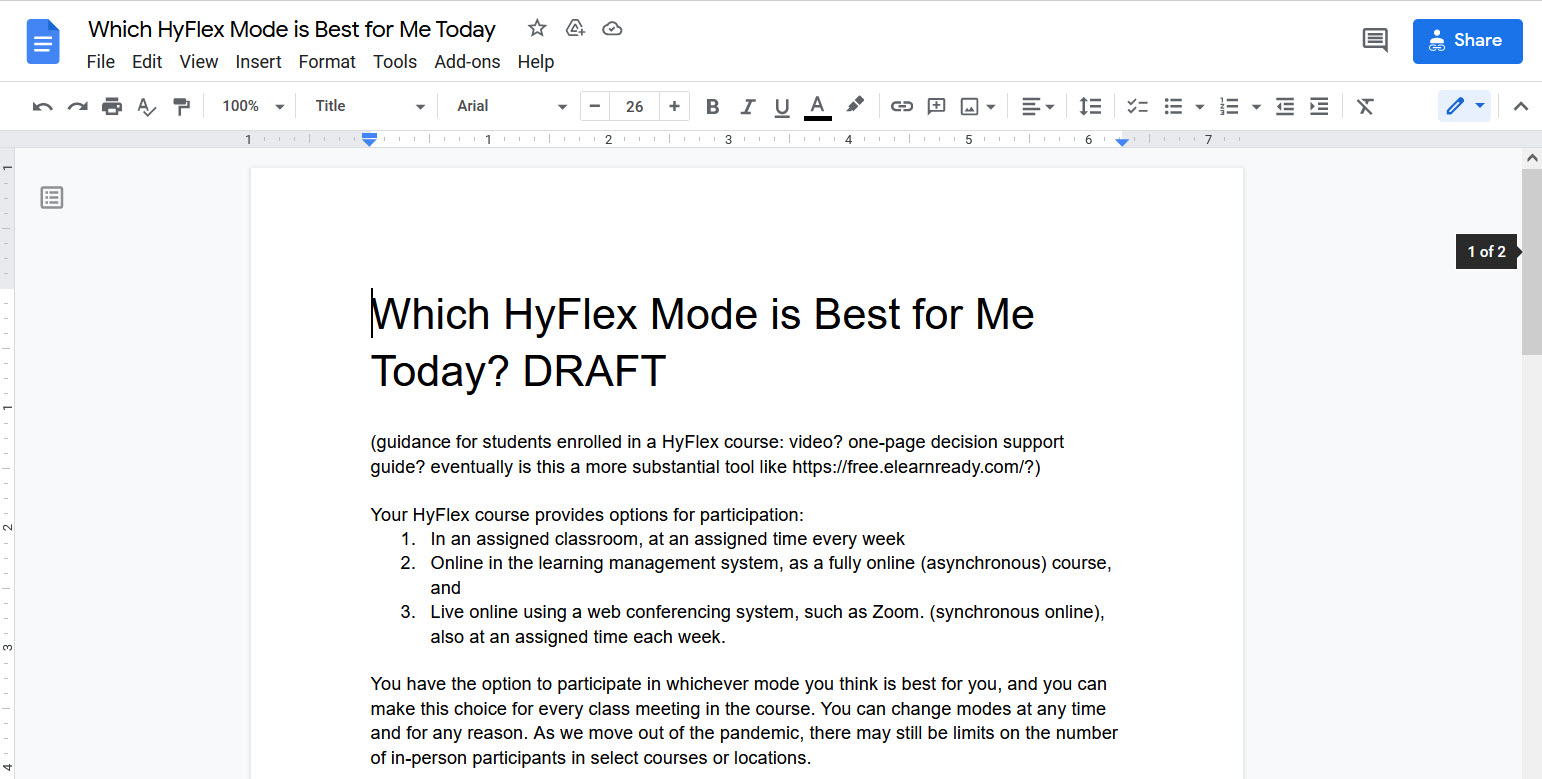 Which HyFlex Mode is Best for Me Today
File Edit View Insert Format Tools Add-ons Help
Share
100% Title Arial 26 B I U A
1 1 2 3 4 5 6 7
1 of 2
Which HyFlex Mode is Best for Me
Today? DRAFT
(guidance for students enrolled in a HyFlex course: video? one-page decision support
guide? eventually is this a more substantial tool like https://free.elearnready.com/?)
Your HyFlex course provides options for participation:
1. In an assigned classroom, at an assigned time every week
2. Online in the learning management system, as a fully online (asynchronous) course,
and
3. Live online using a web conferencing system, such as Zoom. (synchronous online),
also at an assigned time each week.
You have the option to participate in whichever mode you think is best for you, and you can
make this choice for every class meeting in the course. You can change modes at any time
and for any reason. As we move out of the pandemic, there may still be limits on the number
of in-person participants in select courses or locations.
1
1
2
3
4